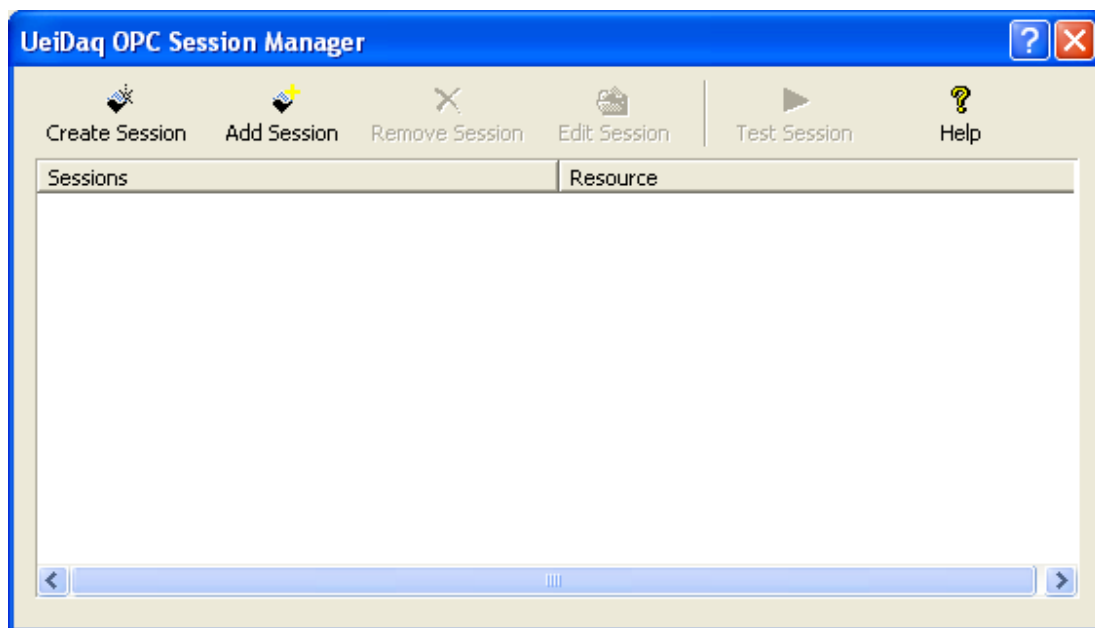 UeiDaq OPC Session Manager
Create Session Add Session Remove Session Edit Session Test Session Help
Sessions Resource